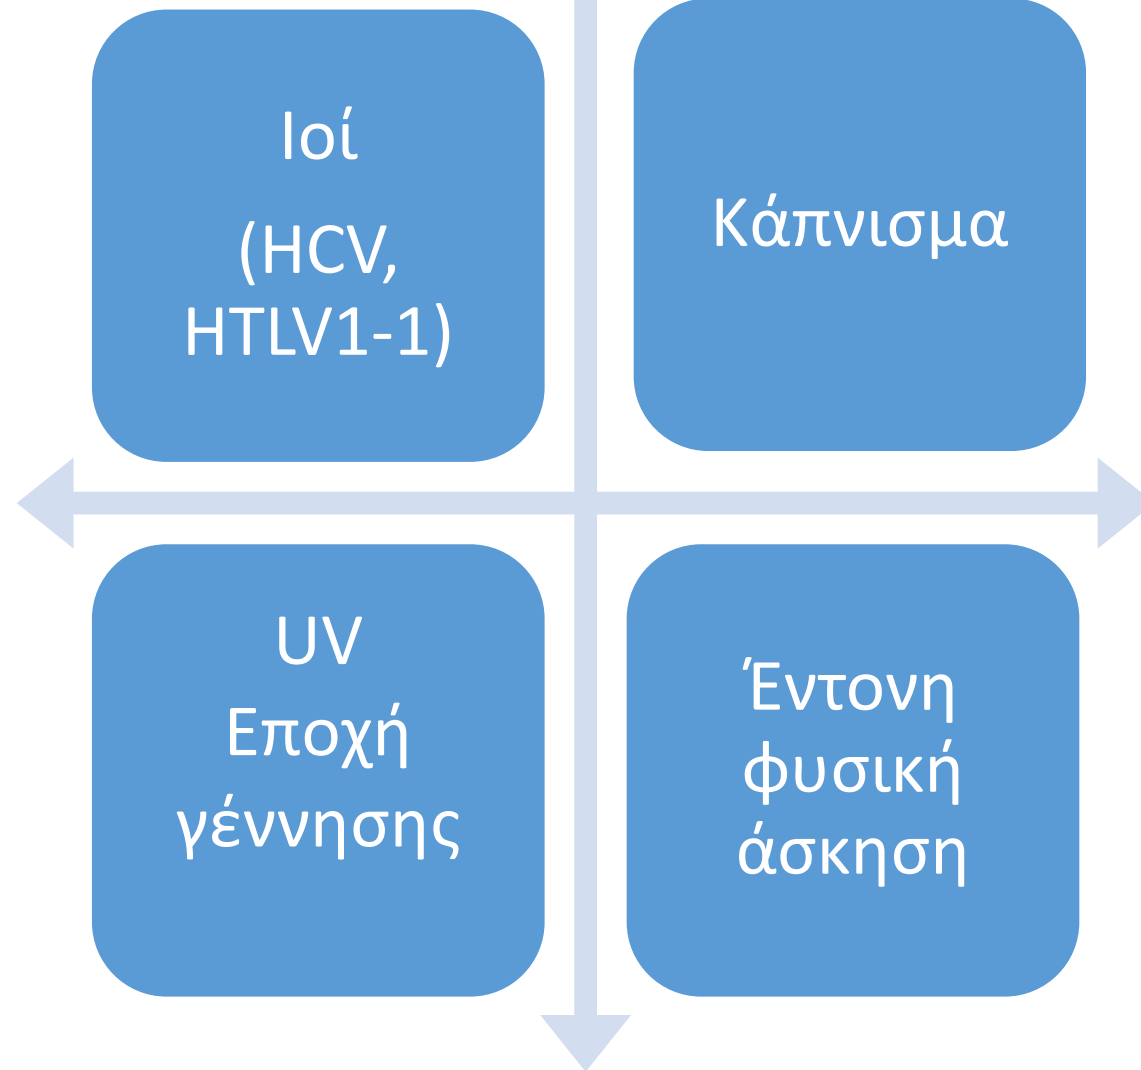 Ιοί
(HCV,
HTLV1-1)
Κάπνισμα
UV
Εποχή
γέννησης
Έντονη
φυσική
άσκηση